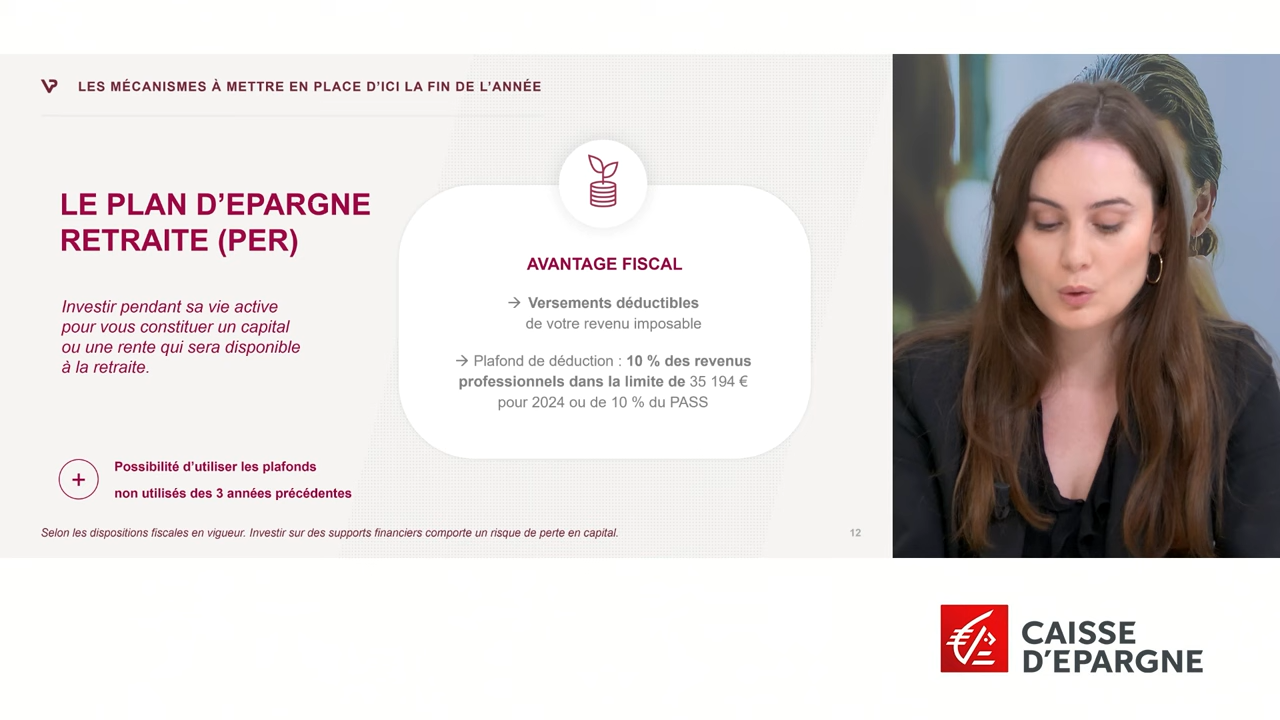 LES MÉCANISMES À METTRE EN PLACE D’ICI LA FIN DE L’ANNÉE
LE PLAN D’EPARGNE
RETRAITE (PER)
Investir pendant sa vie active
pour vous constituer un capital
ou une rente qui sera disponible
à la retraite.
+
Possibilité d’utiliser les plafonds
non utilisés des 3 années précédentes
AVANTAGE FISCAL
→ Versements déductibles
de votre revenu imposable
→ Plafond de déduction : 10 % des revenus
professionnels dans la limite de 35 194 €
pour 2024 ou de 10 % du PASS
Selon les dispositions fiscales en vigueur. Investir sur des supports financiers comporte un risque de perte en capital.
12
CAISSE
D’EPARGNE